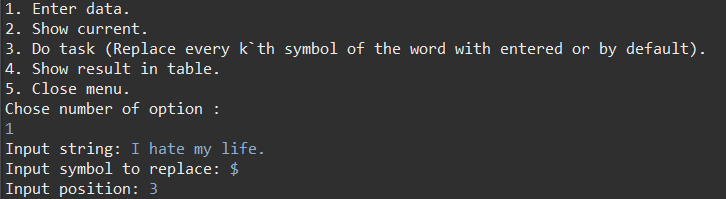 1. Enter data.
2. Show current.
3. Do task (Replace every k`th symbol of the word with entered or by default).
4. Show result in table.
5. Close menu.
Chose number of option :
1
Input string: I hate my life.
Input symbol to replace: $
Input position: 3